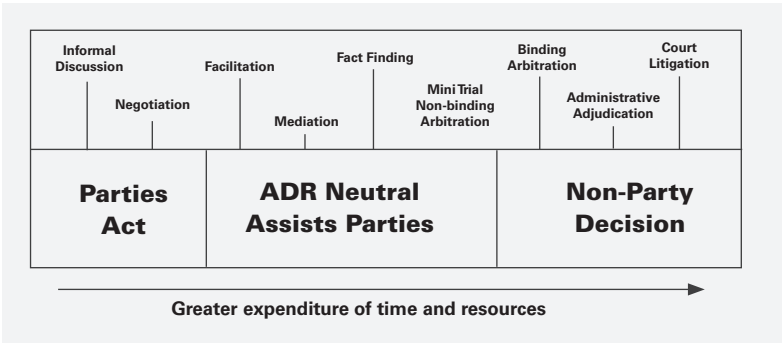 Informal
Discussion
Negotiation
Facilitation
Mediation
Fact Finding
Mini Trial
Non-binding
Arbitration
Binding
Arbitration
Administrative
Adjudication
Court
Litigation
Parties
Act
ADR Neutral
Assists Parties
Non-Party
Decision
Greater expenditure of time and resources